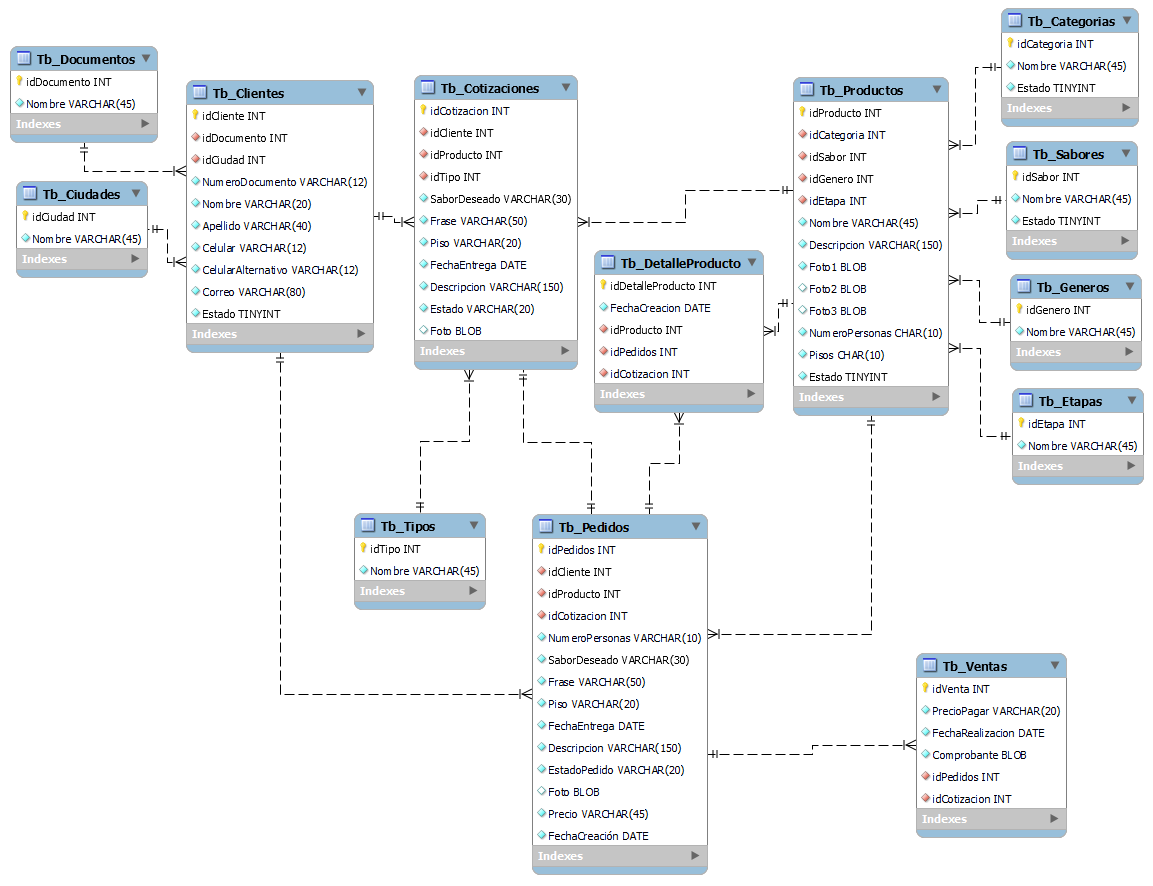 Tb_Documentos
idDocumento INT
Nombre VARCHAR(45)
Indexes
Tb_Ciudades
idCiudad INT
Nombre VARCHAR(45)
Indexes
Tb_Clientes
idCliente INT
idDocumento INT
idCiudad INT
NumeroDocumento VARCHAR(12)
Nombre VARCHAR(20)
Apellido VARCHAR(40)
Celular VARCHAR(12)
CelularAlternativo VARCHAR(12)
Correo VARCHAR(80)
Estado TINYINT
Indexes
Tb_Cotizaciones
idCotizacion INT
idCliente INT
idProducto INT
idTipo INT
SaborDeseado VARCHAR(30)
Frase VARCHAR(50)
Piso VARCHAR(20)
FechaEntrega DATE
Descripcion VARCHAR(150)
Estado VARCHAR(20)
Foto BLOB
Indexes
Tb_DetalleProducto
idDetalleProducto INT
FechaCreacion DATE
idProducto INT
idPedidos INT
idCotizacion INT
Indexes
Tb_Productos
idProducto INT
idCategoria INT
idSabor INT
idGenero INT
idEtapa INT
Nombre VARCHAR(45)
Descripcion VARCHAR(150)
Foto1 BLOB
Foto2 BLOB
Foto3 BLOB
NumeroPersonas CHAR(10)
Pisos CHAR(10)
Estado TINYINT
Indexes
Tb_Categorias
idCategoria INT
Nombre VARCHAR(45)
Estado TINYINT
Indexes
Tb_Sabores
idSabor INT
Nombre VARCHAR(45)
Estado TINYINT
Indexes
Tb_Generos
idGenero INT
Nombre VARCHAR(45)
Indexes
Tb_Etapas
idEtapa INT
Nombre VARCHAR(45)
Indexes
Tb_Tipos
idTipo INT
Nombre VARCHAR(45)
Indexes
Tb_Pedidos
idPedidos INT
idCliente INT
idProducto INT
idCotizacion INT
NumeroPersonas VARCHAR(10)
SaborDeseado VARCHAR(30)
Frase VARCHAR(50)
Piso VARCHAR(20)
FechaEntrega DATE
Descripcion VARCHAR(150)
EstadoPedido VARCHAR(20)
Foto BLOB
Precio VARCHAR(45)
FechaCreación DATE
Indexes
Tb_Ventas
idVenta INT
PrecioPagar VARCHAR(20)
FechaRealizacion DATE
Comprobante BLOB
idPedidos INT
idCotizacion INT
Indexes